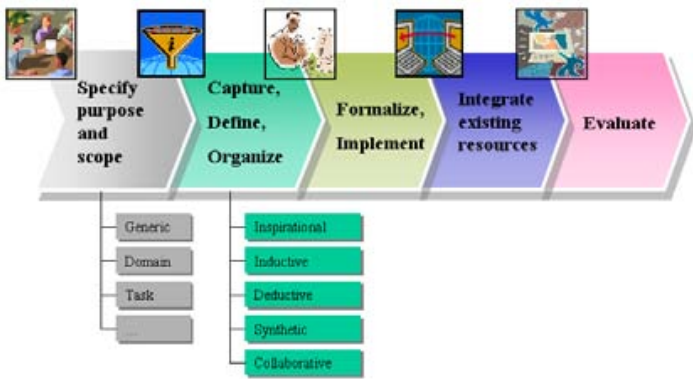 Specify
purpose
and
scope
Capture,
Define,
Organize
Formalize,
Implement
Integrate
existing
resources
Evaluate
Generic
Domain
Task
...
Inspirational
Inductive
Deductive
Synthetic
Collaborative